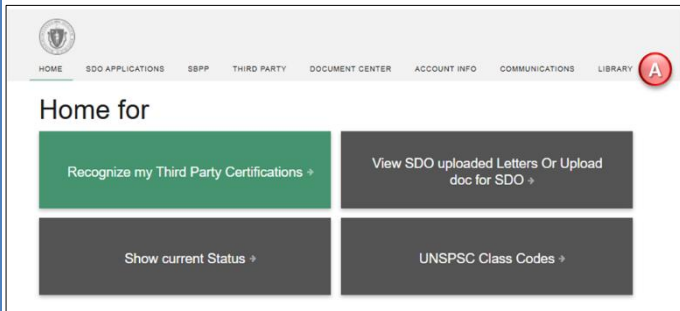 HOME SDO APPLICATIONS SBPP THIRD PARTY DOCUMENT CENTER ACCOUNT INFO COMMUNICATIONS LIBRARY A
Home for
Recognize my Third Party Certifications →
View SDO uploaded Letters Or Upload
doc for SDO →
Show current Status →
UNSPSC Class Codes →